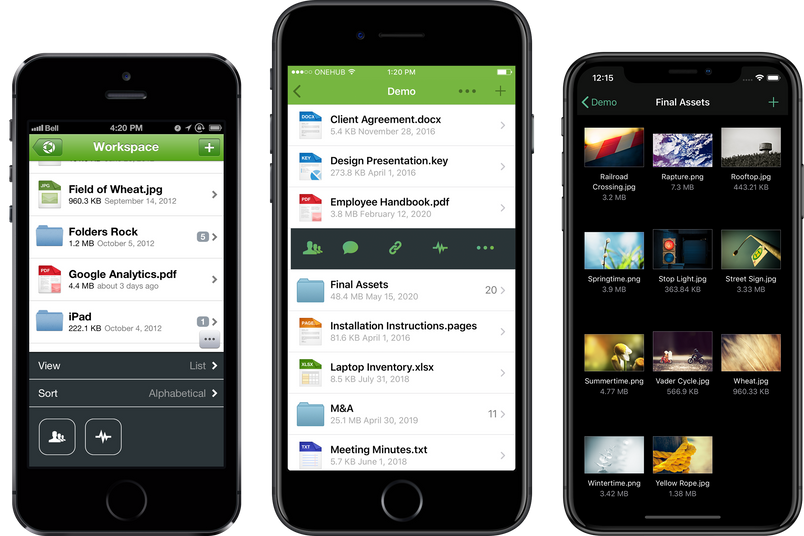 Bell 4:20 PM
Workspace
JPG
Field of Wheat.jpg
960.3 KB September 14, 2012
Folders Rock
1.2 MB October 5, 2012
5
PDF
Google Analytics.pdf
4.4 MB about 3 days ago
iPad
222.1 KB October 4, 2012
1
View List
Sort Alphabetical
ONEHUB 1:20 PM
Demo
DOCX
Client Agreement.docx
5.4 KB November 28, 2016
KEY
Design Presentation.key
273.8 KB April 1, 2016
PDF
Employee Handbook.pdf
3.8 MB February 12, 2020
Final Assets
48.4 MB May 15, 2020
20
PAGE
Installation Instructions.pages
81.6 KB April 1, 2016
XLSX
Laptop Inventory.xlsx
8.5 KB July 31, 2018
M&A
25.1 MB April 30, 2019
11
TXT
Meeting Minutes.txt
5.7 KB June 1, 2018
12:15
Demo Final Assets
Railroad Crossing.jpg
3.2 MB
Rapture.png
7.3 MB
Rooftop.jpg
443.21 KB
Springtime.png
3.9 MB
Stop Light.jpg
363.84 KB
Street Sign.jpg
3.33 MB
Summertime.png
4.77 MB
Vader Cycle.jpg
566.9 KB
Wheat.jpg
960.33 KB
Wintertime.png
3.42 MB
Yellow Rope.jpg
1.38 MB